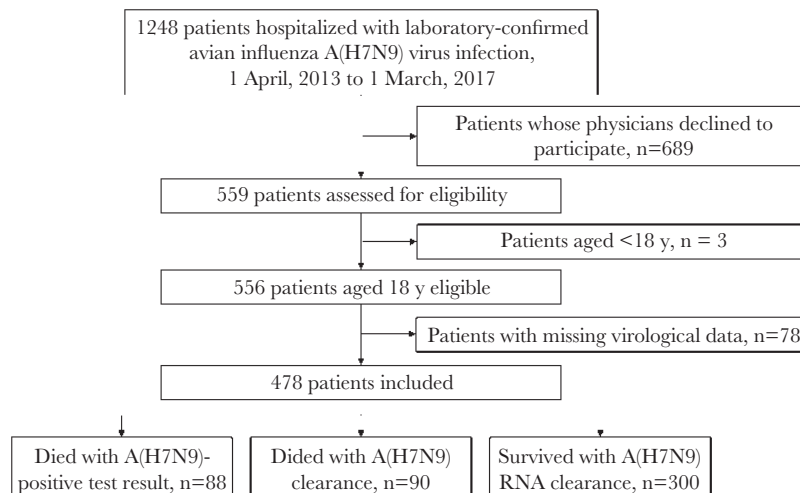 1248 patients hospitalized with laboratory-confirmed
avian influenza A(H7N9) virus infection,
1 April, 2013 to 1 March, 2017
Patients whose physicians declined to
participate, n=689
559 patients assessed for eligibility
Patients aged <18 y, n = 3
556 patients aged 18 y eligible
Patients with missing virological data, n=78
478 patients included
Died with A(H7N9)-
positive test result, n=88
Dided with A(H7N9)
clearance, n=90
Survived with A(H7N9)
RNA clearance, n=300